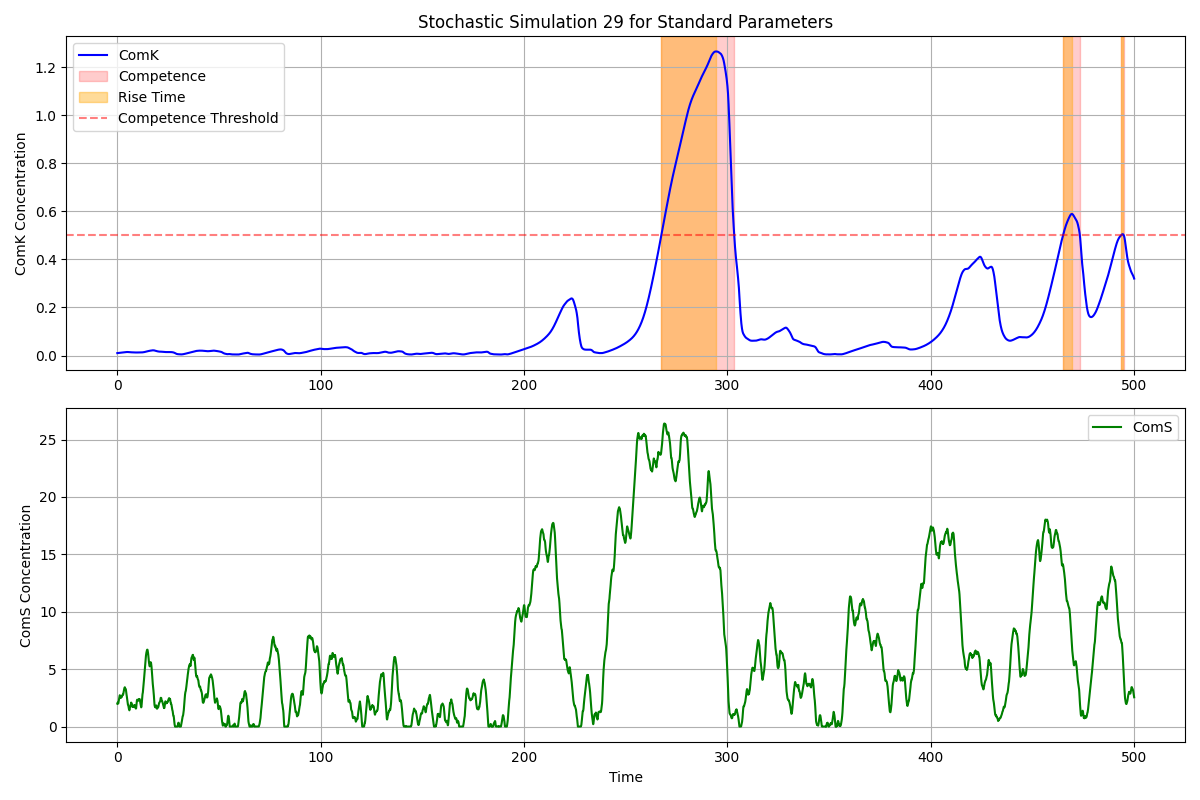 Stochastic Simulation 29 for Standard Parameters
ComK
Competence
Rise Time
Competence Threshold
ComK Concentration
1.2
1.0
0.8
0.6
0.4
0.2
0.0
0 100 200 300 400 500
ComS
ComS Concentration
25
20
15
10
5
0
0 100 200 300 400 500
Time